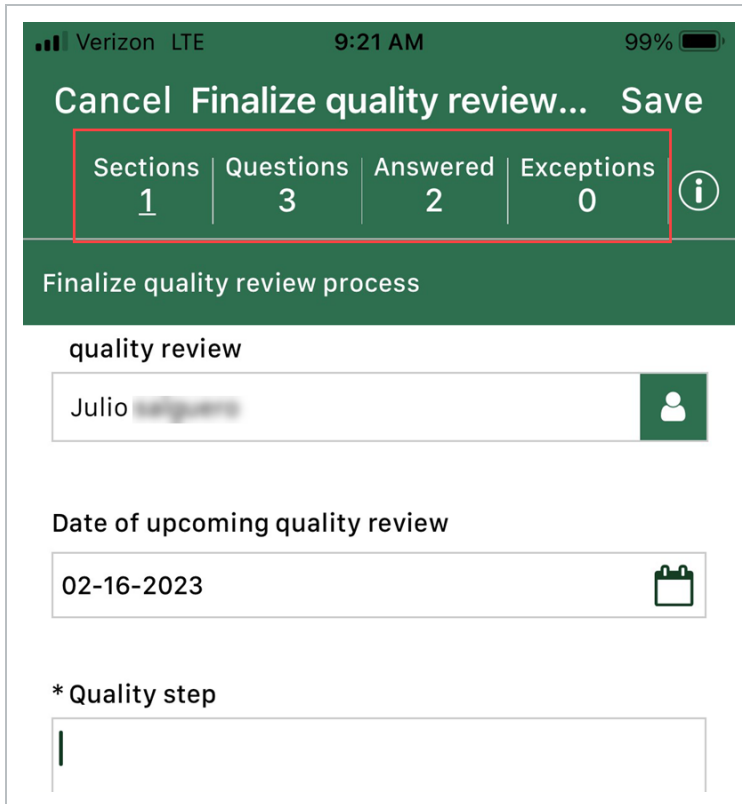 Verizon LTE 9:21 AM 99%
Cancel Finalize quality review... Save
Sections Questions Answered Exceptions
1 3 2 0
Finalize quality review process
quality review
Julio
Date of upcoming quality review
02-16-2023
* Quality step